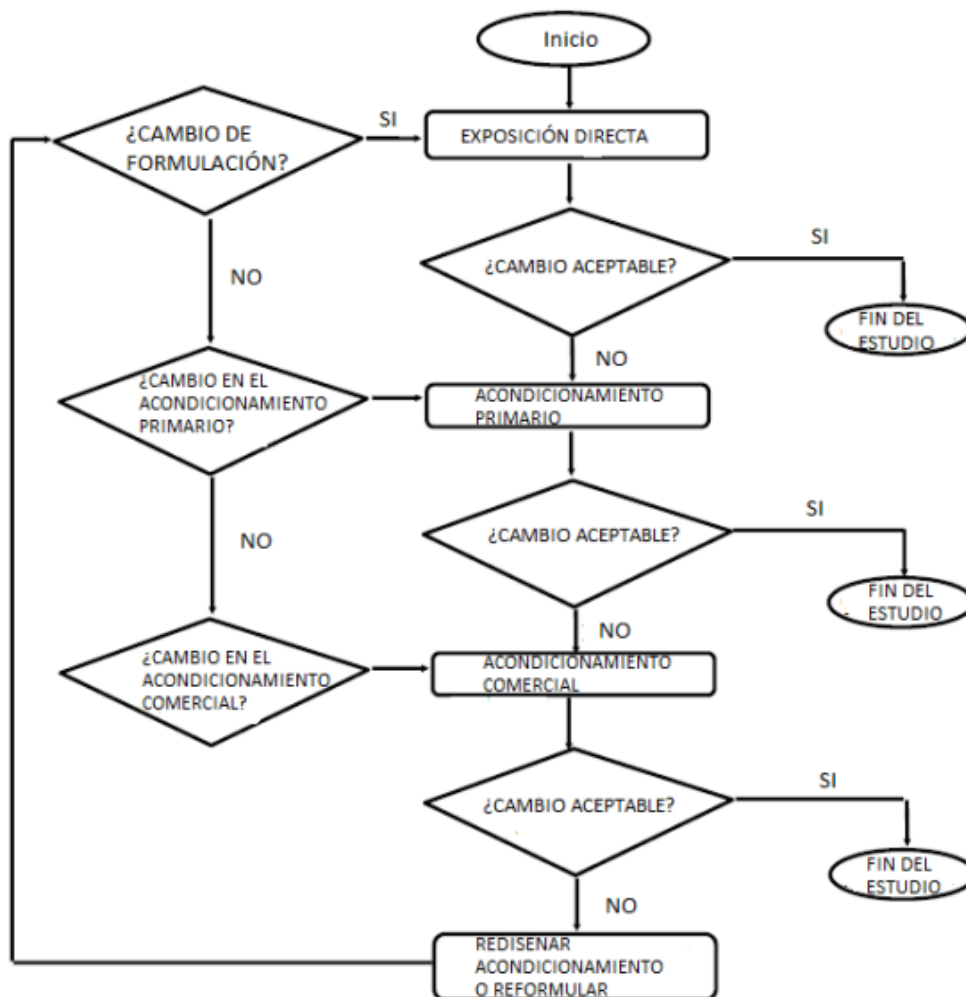 Inicio
¿CAMBIO DE
FORMULACIÓN?
SI
EXPOSICIÓN DIRECTA
¿CAMBIO ACEPTABLE?
SI
FIN DEL
ESTUDIO
NO
NO
¿CAMBIO EN EL
ACONDICIONAMIENTO
PRIMARIO?
ACONDICIONAMIENTO
PRIMARIO
¿CAMBIO ACEPTABLE?
SI
FIN DEL
ESTUDIO
NO
NO
¿CAMBIO EN EL
ACONDICIONAMIENTO
COMERCIAL?
ACONDICIONAMIENTO
COMERCIAL
¿CAMBIO ACEPTABLE?
SI
FIN DEL
ESTUDIO
NO
REDISENAR
ACONDICIONAMIENTO
O REFORMULAR